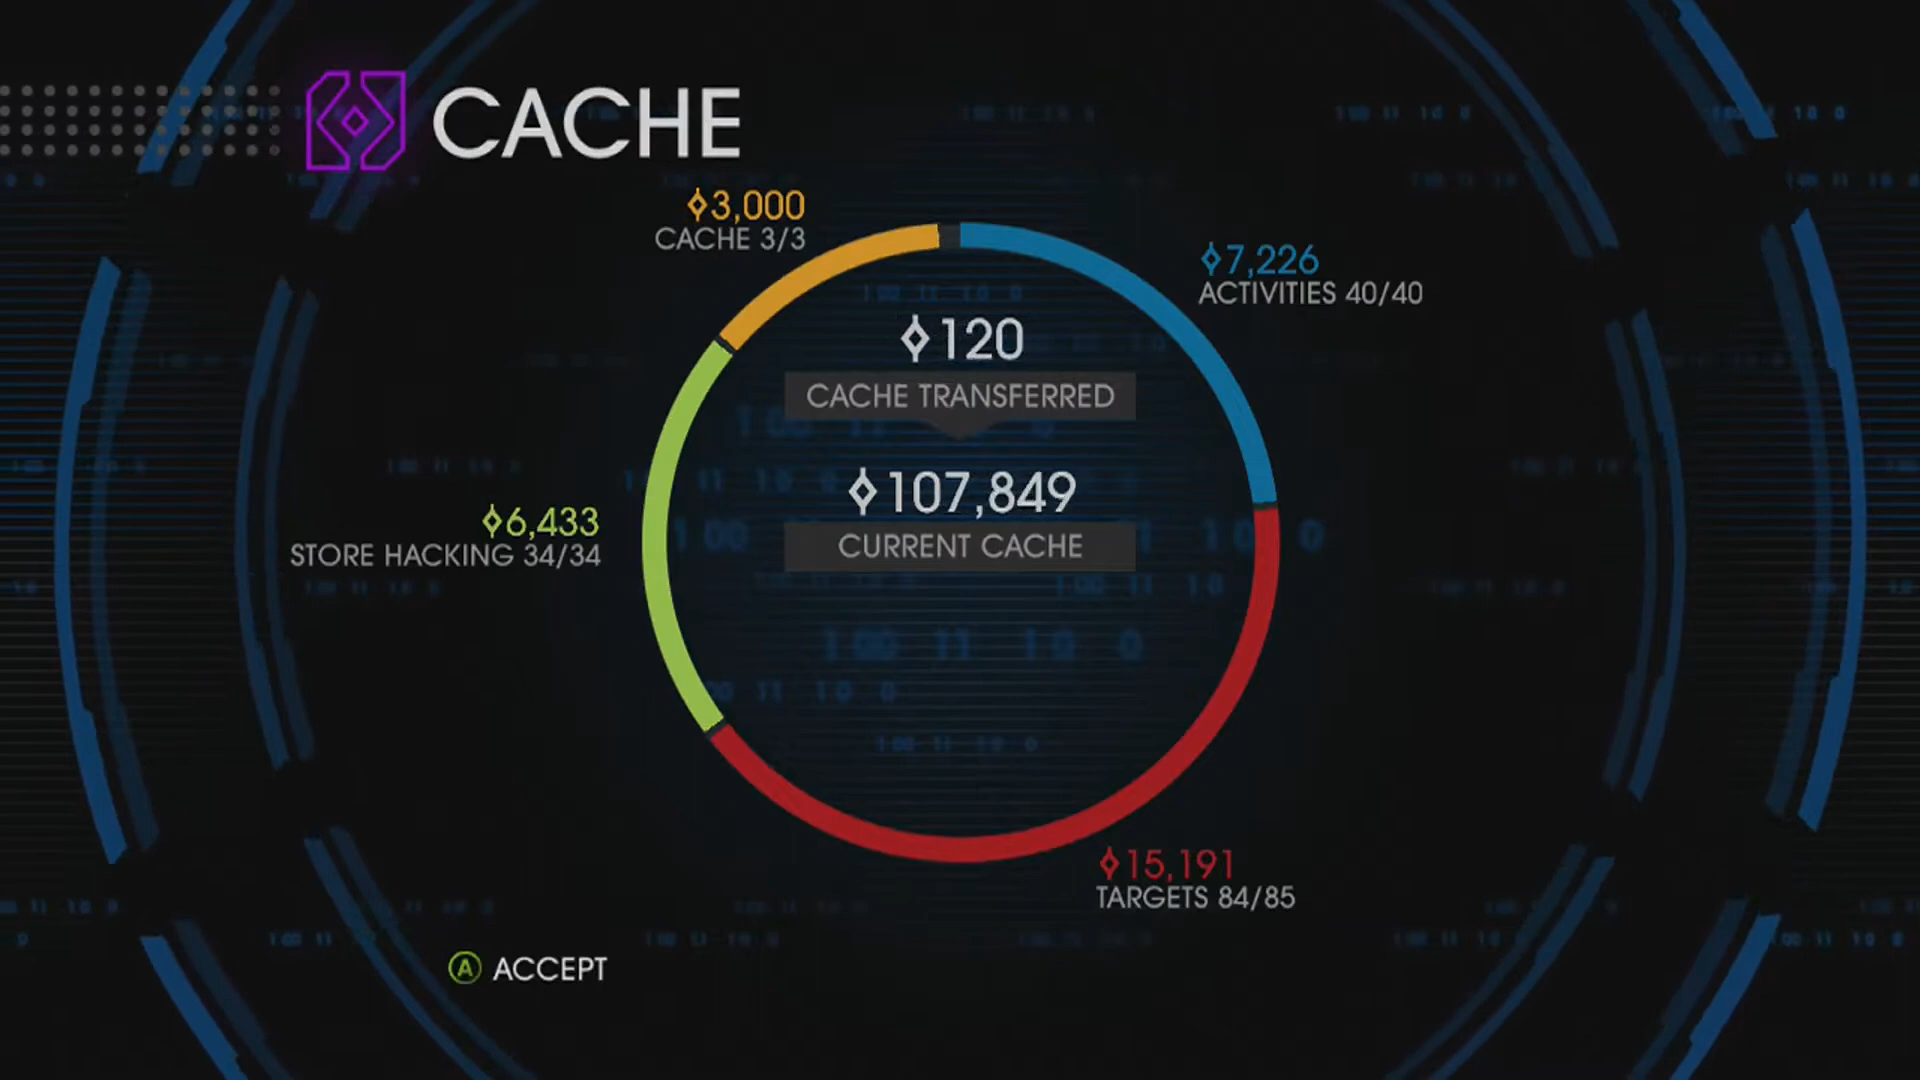 CACHE
3,000
CACHE 3/3
7,226
ACTIVITIES 40/40
120
CACHE TRANSFERRED
107,849
CURRENT CACHE
6,433
STORE HACKING 34/34
15,191
TARGETS 84/85
A ACCEPT